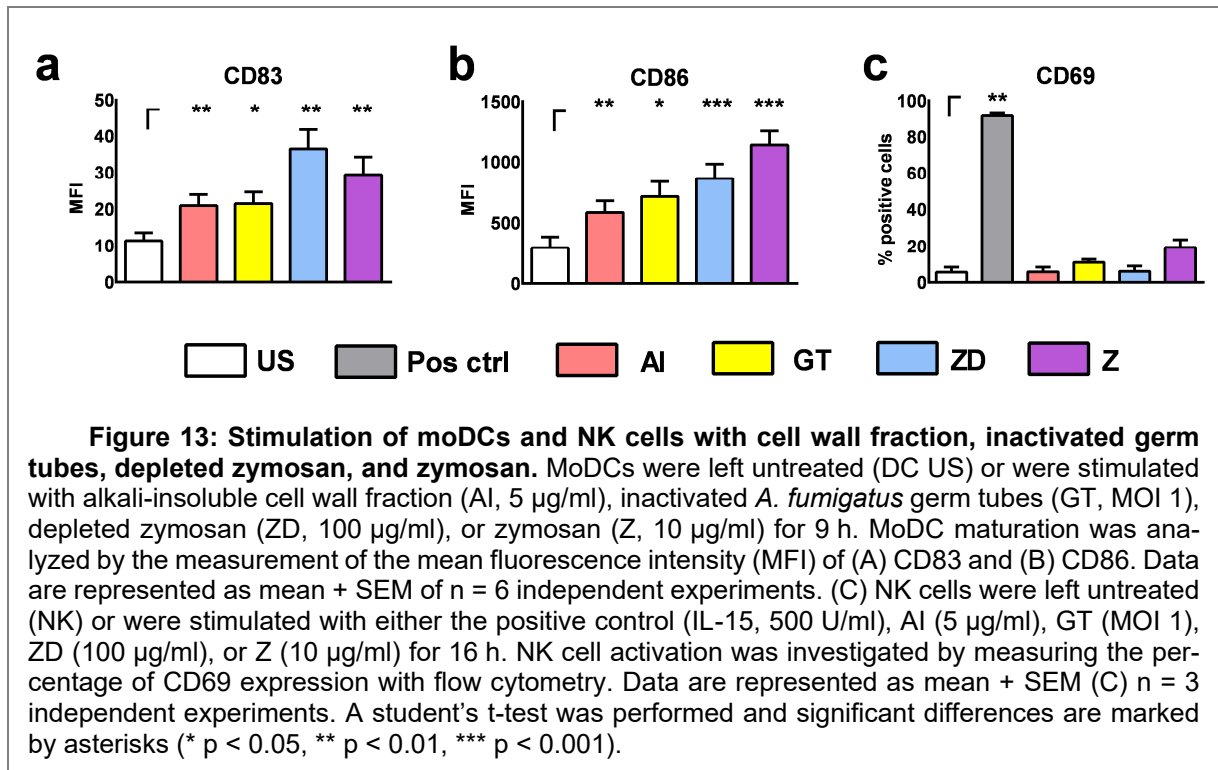 a b c
CD83 CD86 CD69
** * ** **
** * *** ***
**
50
40
30
20
10
0
MFI
1500
1000
500
0
MFI
100
80
60
40
20
0
% positive cells
US Pos ctrl AI GT ZD Z
Figure 13: Stimulation of moDCs and NK cells with cell wall fraction, inactivated germ
tubes, depleted zymosan, and zymosan. MoDCs were left untreated (DC US) or were stimulated
with alkali-insoluble cell wall fraction (AI, 5 µg/ml), inactivated A. fumigatus germ tubes (GT, MOI 1),
depleted zymosan (ZD, 100 µg/ml), or zymosan (Z, 10 µg/ml) for 9 h. MoDC maturation was ana-
lyzed by the measurement of the mean fluorescence intensity (MFI) of (A) CD83 and (B) CD86. Data
are represented as mean + SEM of n = 6 independent experiments. (C) NK cells were left untreated
(NK) or were stimulated with either the positive control (IL-15, 500 U/ml), AI (5 µg/ml), GT (MOI 1),
ZD (100 µg/ml), or Z (10 µg/ml) for 16 h. NK cell activation was investigated by measuring the per-
centage of CD69 expression with flow cytometry. Data are represented as mean + SEM (C) n = 3
independent experiments. A student’s t-test was performed and significant differences are marked
by asterisks (* p < 0.05, ** p < 0.01, *** p < 0.001).